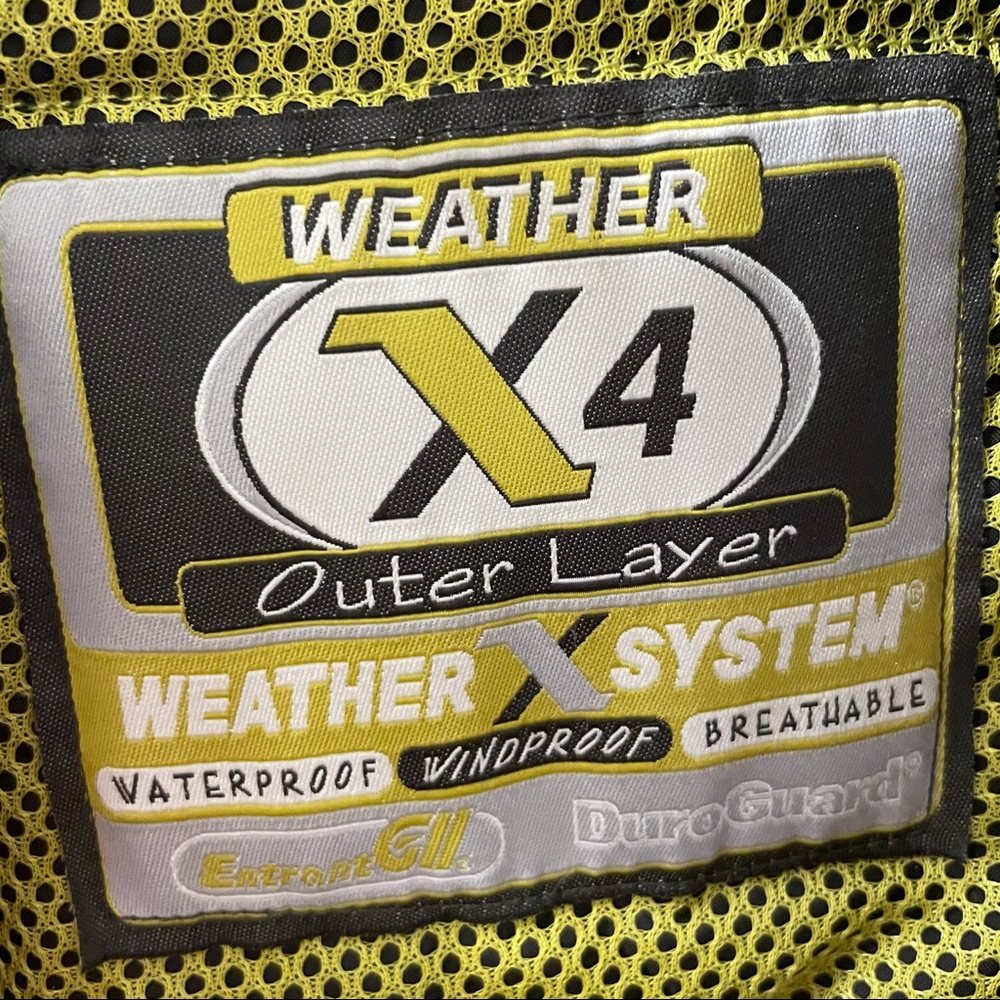 WEATHER
X4
Outer Layer
WEATHER X SYSTEM®
WATERPROOF WINDPROOF BREATHABLE
Entrant GII DuroGuard®